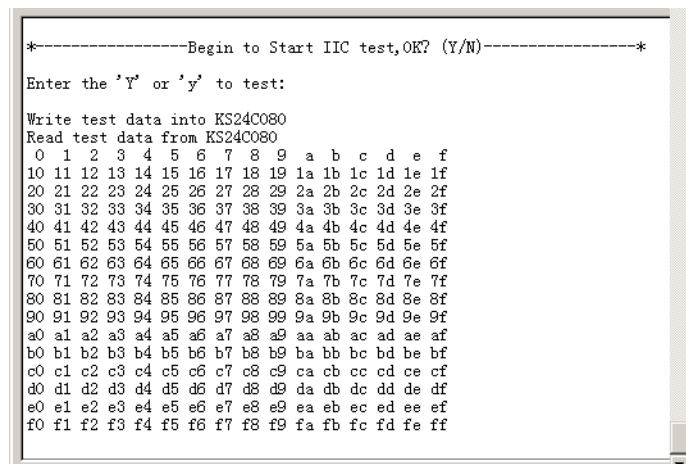 *-----------------Begin to Start IIC test,OK? (Y/N)-----------------*
Enter the 'Y' or 'y' to test:
Write test data into KS24C080
Read test data from KS24C080
0 1 2 3 4 5 6 7 8 9 a b c d e f
10 11 12 13 14 15 16 17 18 19 1a 1b 1c 1d 1e 1f
20 21 22 23 24 25 26 27 28 29 2a 2b 2c 2d 2e 2f
30 31 32 33 34 35 36 37 38 39 3a 3b 3c 3d 3e 3f
40 41 42 43 44 45 46 47 48 49 4a 4b 4c 4d 4e 4f
50 51 52 53 54 55 56 57 58 59 5a 5b 5c 5d 5e 5f
60 61 62 63 64 65 66 67 68 69 6a 6b 6c 6d 6e 6f
70 71 72 73 74 75 76 77 78 79 7a 7b 7c 7d 7e 7f
80 81 82 83 84 85 86 87 88 89 8a 8b 8c 8d 8e 8f
90 91 92 93 94 95 96 97 98 99 9a 9b 9c 9d 9e 9f
a0 a1 a2 a3 a4 a5 a6 a7 a8 a9 aa ab ac ad ae af
b0 b1 b2 b3 b4 b5 b6 b7 b8 b9 ba bb bc bd be bf
c0 c1 c2 c3 c4 c5 c6 c7 c8 c9 ca cb cc cd ce cf
d0 d1 d2 d3 d4 d5 d6 d7 d8 d9 da db dc dd de df
e0 e1 e2 e3 e4 e5 e6 e7 e8 e9 ea eb ec ed ee ef
f0 f1 f2 f3 f4 f5 f6 f7 f8 f9 fa fb fc fd fe ff